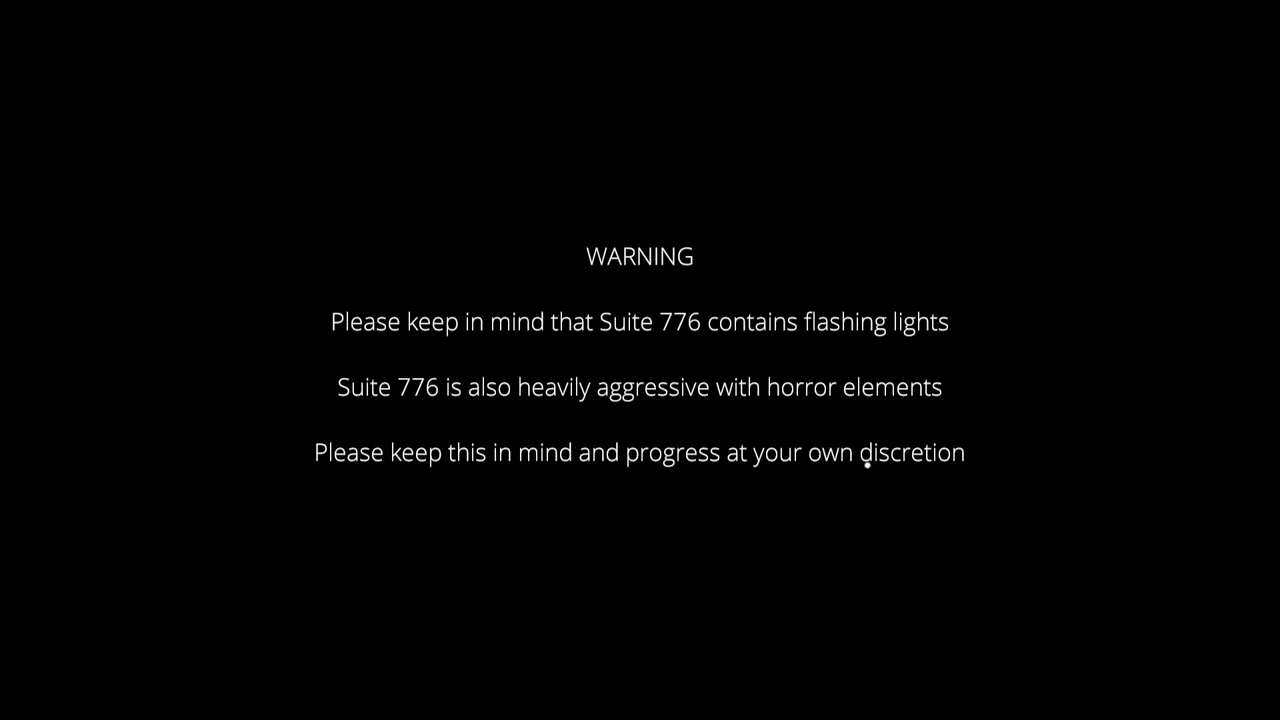 WARNING
Please keep in mind that Suite 776 contains flashing lights
Suite 776 is also heavily aggressive with horror elements
Please keep this in mind and progress at your own discretion